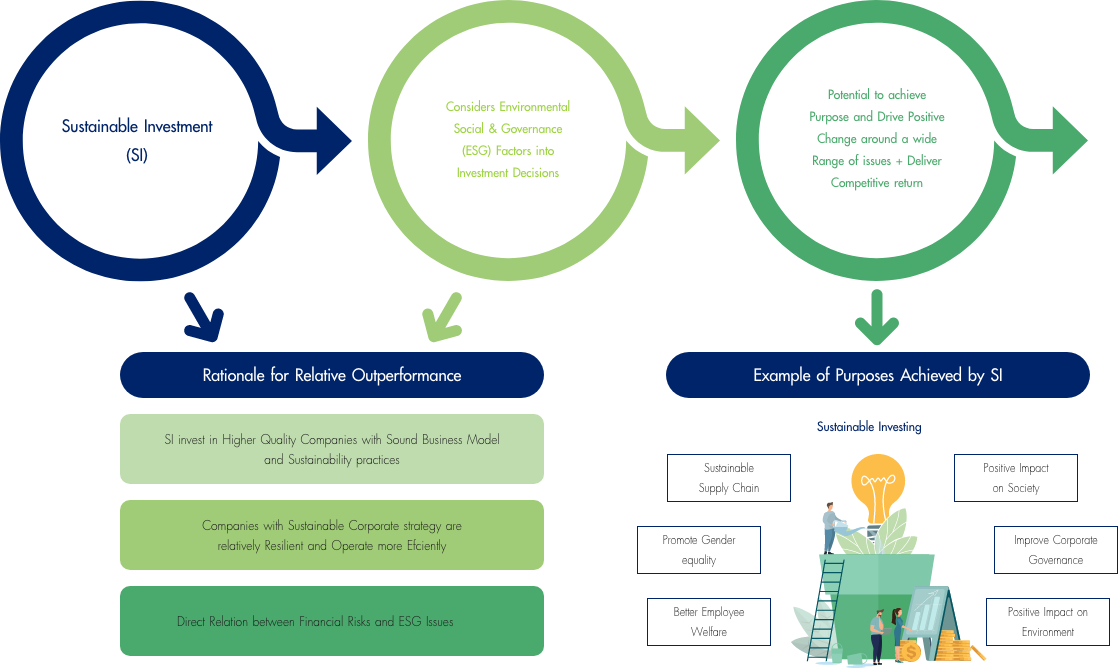 Sustainable Investment
(SI)
Considers Environmental
Social & Governance
(ESG) Factors into
Investment Decisions
Potential to achieve
Purpose and Drive Positive
Change around a wide
Range of issues + Deliver
Competitive return
Rationale for Relative Outperformance
SI invest in Higher Quality Companies with Sound Business Model
and Sustainability practices
Companies with Sustainable Corporate strategy are
relatively Resilient and Operate more Efciently
Direct Relation between Financial Risks and ESG Issues
Example of Purposes Achieved by SI
Sustainable Investing
Sustainable
Supply Chain
Promote Gender
equality
Better Employee
Welfare
Positive Impact
on Society
Improve Corporate
Governance
Positive Impact on
Environment
$